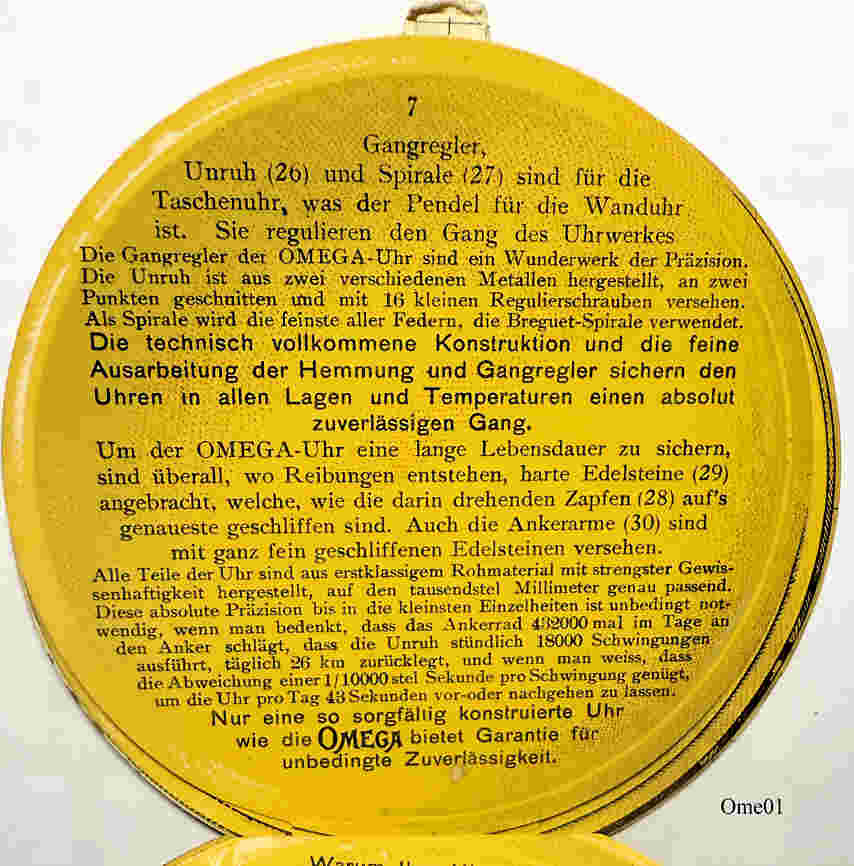 7
Gangregler,
Unruh (26) und Spirale (27) sind für die
Taschenuhr, was der Pendel für die Wanduhr
ist. Sie regulieren den Gang des Uhrwerkes
Die Gangregler der OMEGA-Uhr sind ein Wunderwerk der Präzision.
Die Unruh ist aus zwei verschiedenen Metallen hergestellt, an zwei
Punkten geschnitten und mit 16 kleinen Regulierschrauben versehen.
Als Spirale wird die feinste aller Federn, die Breguet-Spirale verwendet.
Die technisch vollkommene Konstruktion und die feine
Ausarbeitung der Hemmung und Gangregler sichern den
Uhren in allen Lagen und Temperaturen einen absolut
zuverlässigen Gang.
Um der OMEGA-Uhr eine lange Lebensdauer zu sichern,
sind überall, wo Reibungen entstehen, harte Edelsteine (29)
angebracht, welche, wie die darin drehenden Zapfen (28) auf's
genaueste geschliffen sind. Auch die Ankerarme (30) sind
mit ganz fein geschliffenen Edelsteinen versehen.
Alle Teile der Uhr sind aus erstklassigem Rohmaterial mit strengster Gewis-
senhaftigkeit hergestellt, auf den tausendstel Millimeter genau passend.
Diese absolute Präzision bis in die kleinsten Einzelheiten ist unbedingt not-
wendig, wenn man bedenkt, dass das Ankerrad 432000 mal im Tage an
den Anker schlägt, dass die Unruh stündlich 18000 Schwingungen
ausführt, täglich 26 km zurücklegt, und wenn man weiss, dass
die Abweichung einer 1/10000 stel Sekunde pro Schwingung genügt,
um die Uhr pro Tag 43 Sekunden vor-oder nachgehen zu lassen.
Nur eine so sorgfältig konstruierte Uhr
wie die OMEGA bietet Garantie für
unbedingte Zuverlässigkeit.
Ome01
Warum